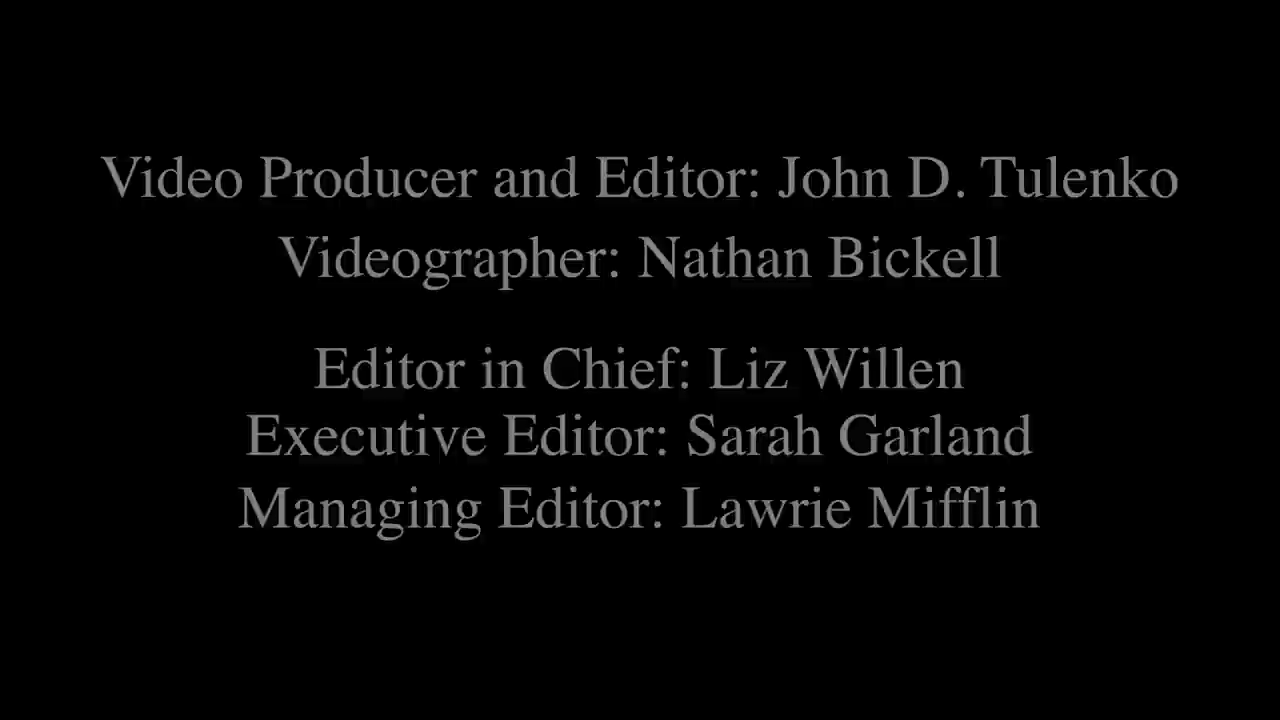 Video Producer and Editor: John D. Tulenko
Videographer: Nathan Bickell
Editor in Chief: Liz Willen
Executive Editor: Sarah Garland
Managing Editor: Lawrie Mifflin